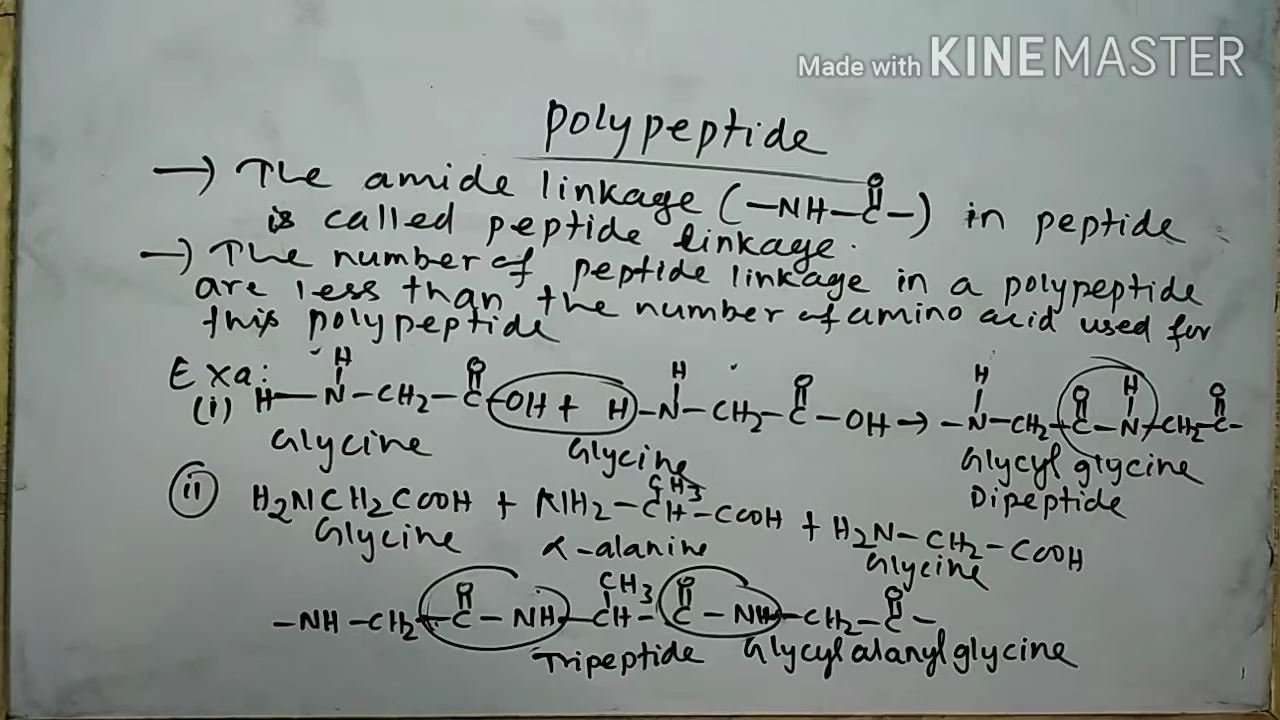 Made with KINEMASTER
Polypeptide
→ The amide linkage (—NH—C(=O)—) in peptide
is called peptide linkage.
→ The number of peptide linkage in a polypeptide
are less than the number of amino acid used for
this polypeptide
Exa:
(i) H—N(H)—CH2—C(=O)—OH + H—N(H)—CH2—C(=O)—OH → —N(H)—CH2—C(=O)—N(H)—CH2—C(=O)—
Glycine Glycine Glycyl glycine
Dipeptide
(ii) H2NCH2COOH + NH2—CH(CH3)—COOH + H2N—CH2—COOH
Glycine α-alanine Glycine
—NH—CH2—C(=O)—NH—CH(CH3)—C(=O)—NH—CH2—C(=O)—
Tripeptide Glycyl alanyl glycine